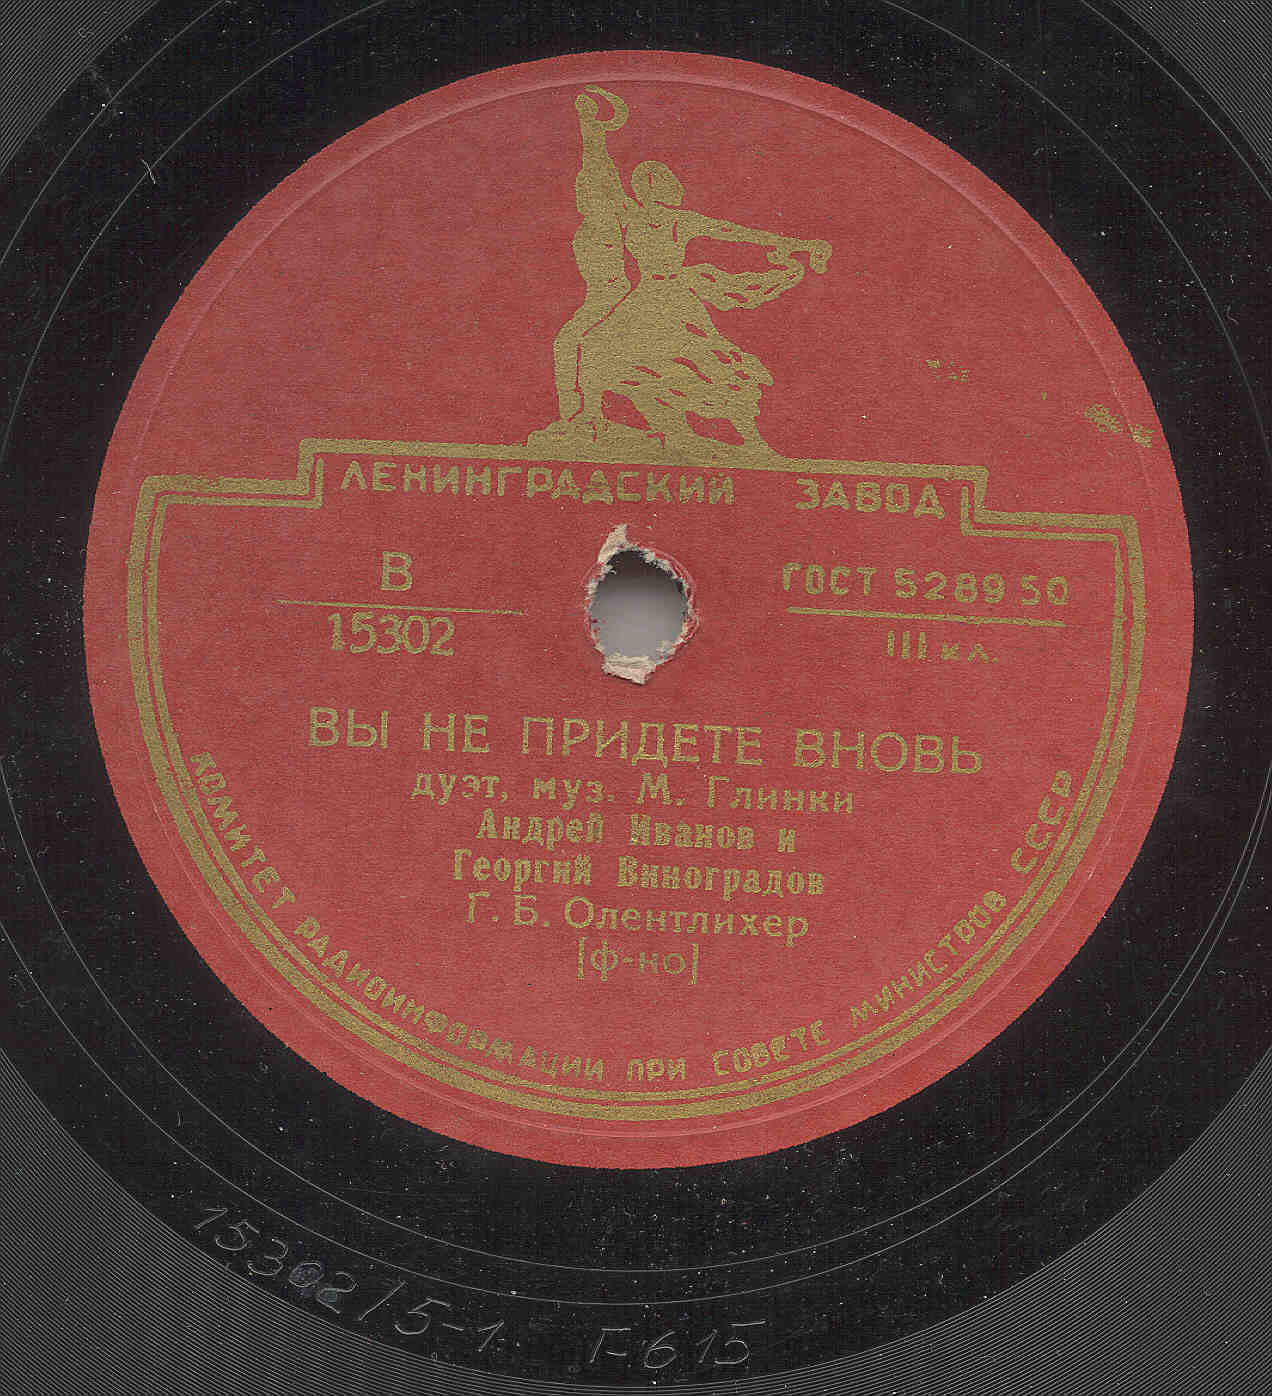 ЛЕНИНГРАДСКИЙ ЗАВОД
В
15302
ГОСТ 5289 50
III кл.
ВЫ НЕ ПРИДЕТЕ ВНОВЬ
дуэт, муз. М. Глинки
Андрей Иванов и
Георгий Виноградов
Г. Б. Олентлихер
[ф-но]
КОМИТЕТ РАДИОИНФОРМАЦИИ ПРИ СОВЕТЕ МИНИСТРОВ СССР
15302/5-1 Г-615